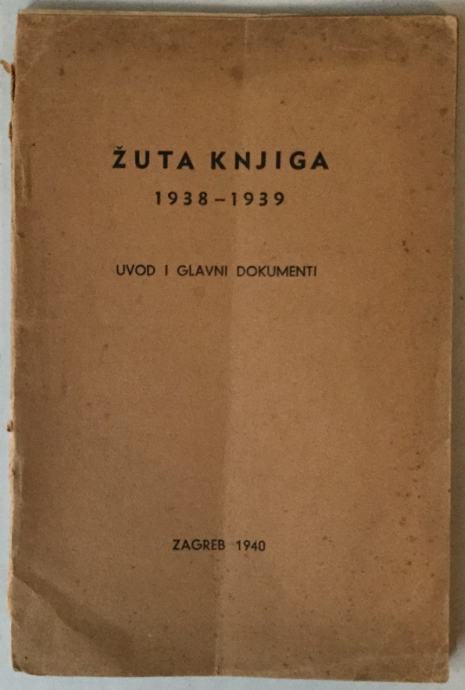 ŽUTA KNJIGA
1938–1939
UVOD I GLAVNI DOKUMENTI
ZAGREB 1940